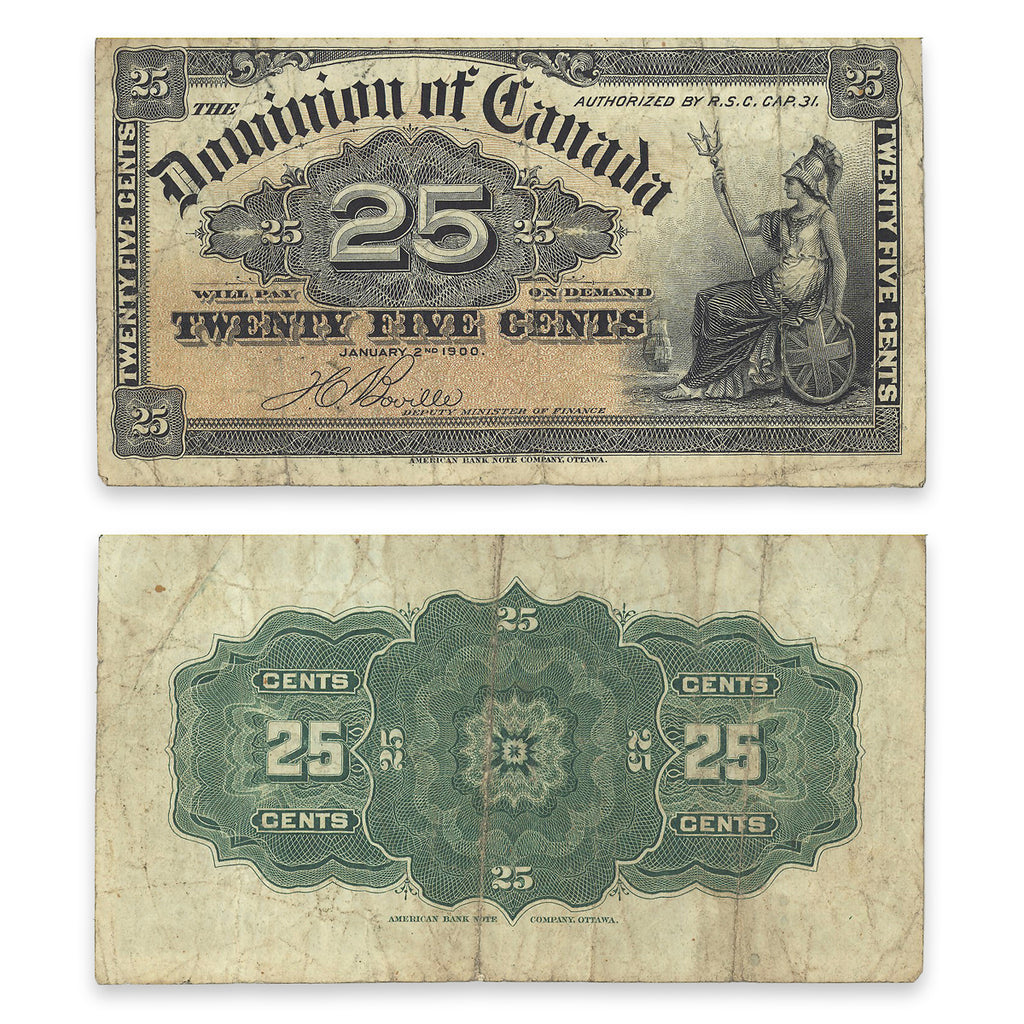 25
25
THE
Dominion of Canada
AUTHORIZED BY R.S.C. CAP. 31.
TWENTY FIVE CENTS
TWENTY FIVE CENTS
25
25
25
WILL PAY
ON DEMAND
TWENTY FIVE CENTS
JANUARY 2ND 1900.
H C Boville
DEPUTY MINISTER OF FINANCE
25
AMERICAN BANK NOTE COMPANY, OTTAWA.
25
CENTS
CENTS
25
25
25
25
CENTS
CENTS
25
AMERICAN BANK NOTE COMPANY, OTTAWA.